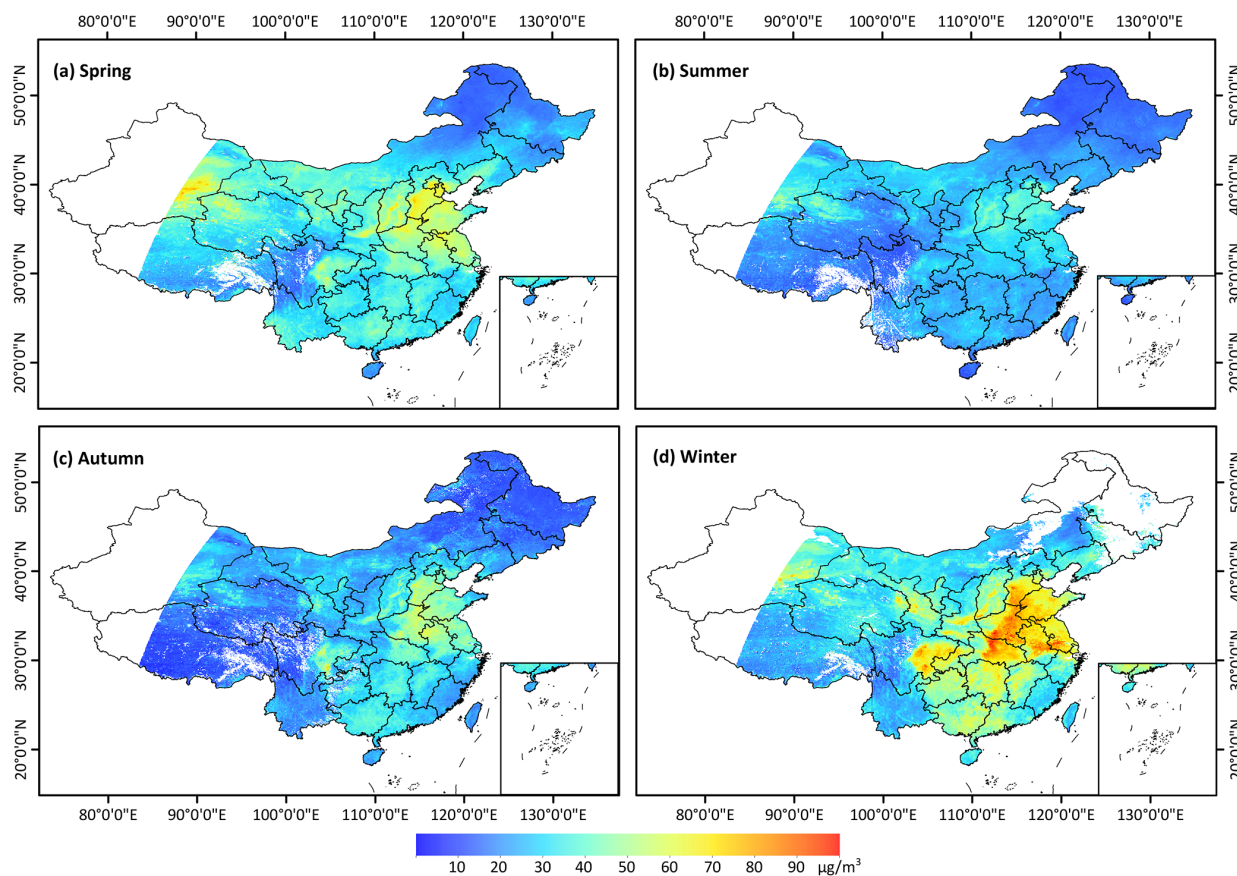 80°0'0"E 90°0'0"E 100°0'0"E 110°0'0"E 120°0'0"E 130°0'0"E
80°0'0"E 90°0'0"E 100°0'0"E 110°0'0"E 120°0'0"E 130°0'0"E
(a) Spring
50°0'0"N
40°0'0"N
30°0'0"N
20°0'0"N
(b) Summer
50°0'0"N
40°0'0"N
30°0'0"N
20°0'0"N
(c) Autumn
50°0'0"N
40°0'0"N
30°0'0"N
20°0'0"N
(d) Winter
50°0'0"N
40°0'0"N
30°0'0"N
20°0'0"N
80°0'0"E 90°0'0"E 100°0'0"E 110°0'0"E 120°0'0"E 130°0'0"E
80°0'0"E 90°0'0"E 100°0'0"E 110°0'0"E 120°0'0"E 130°0'0"E
10 20 30 40 50 60 70 80 90 μg/m³